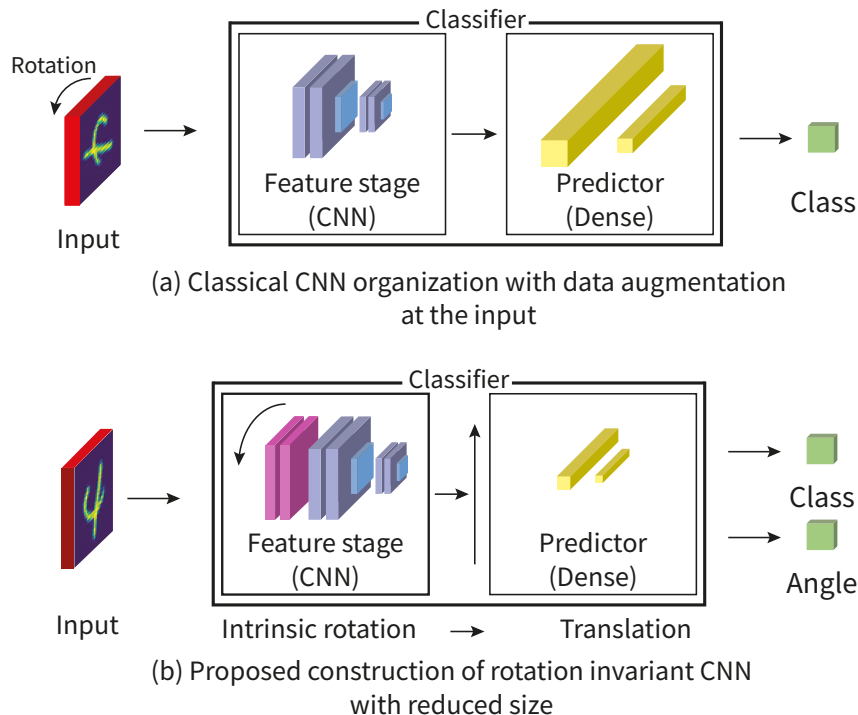 Classifier
Rotation
Input
Feature stage
(CNN)
Predictor
(Dense)
Class
(a) Classical CNN organization with data augmentation
at the input
Classifier
Input
Feature stage
(CNN)
Predictor
(Dense)
Class
Angle
Intrinsic rotation
Translation
(b) Proposed construction of rotation invariant CNN
with reduced size